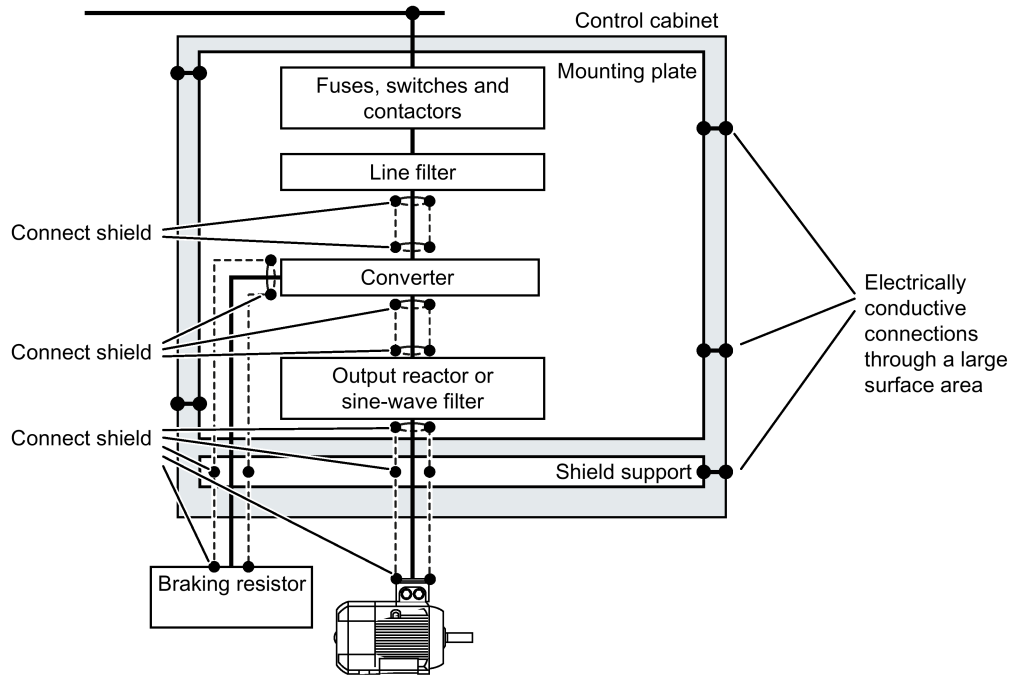 Control cabinet
Mounting plate
Fuses, switches and
contactors
Line filter
Connect shield
Converter
Electrically
conductive
connections
through a large
surface area
Connect shield
Output reactor or
sine-wave filter
Connect shield
Shield support
Braking resistor